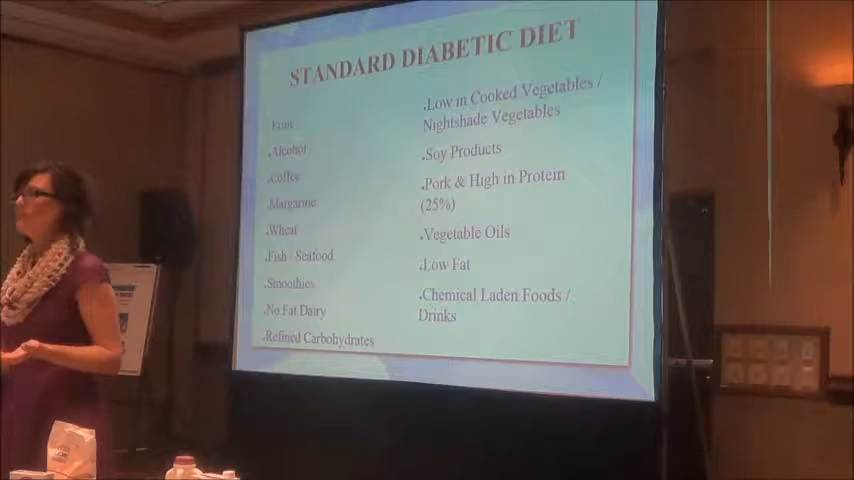 STANDARD DIABETIC DIET
Fruit
.Alcohol
.Coffee
.Margarine
.Wheat
.Fish / Seafood
.Smoothies
.No Fat Dairy
.Refined Carbohydrates
.Low in Cooked Vegetables /
Nightshade Vegetables
.Soy Products
.Pork & High in Protein
(25%)
.Vegetable Oils
.Low Fat
.Chemical Laden Foods /
Drinks